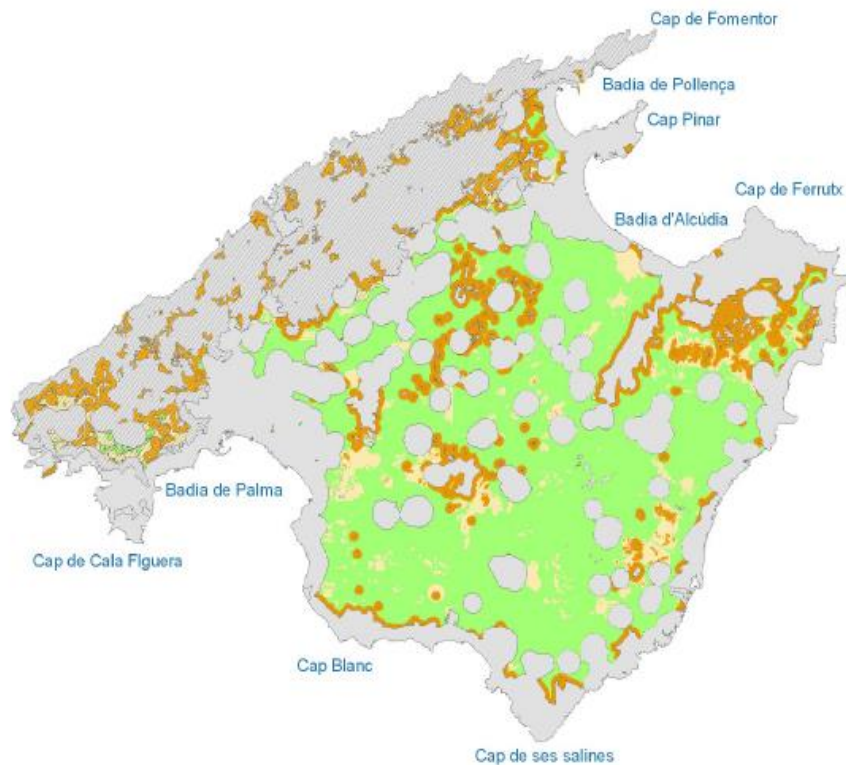 Cap de Fomentor
Badia de Pollença
Cap Pinar
Cap de Ferrutx
Badia d'Alcúdia
Badia de Palma
Cap de Cala FIguera
Cap Blanc
Cap de ses salines